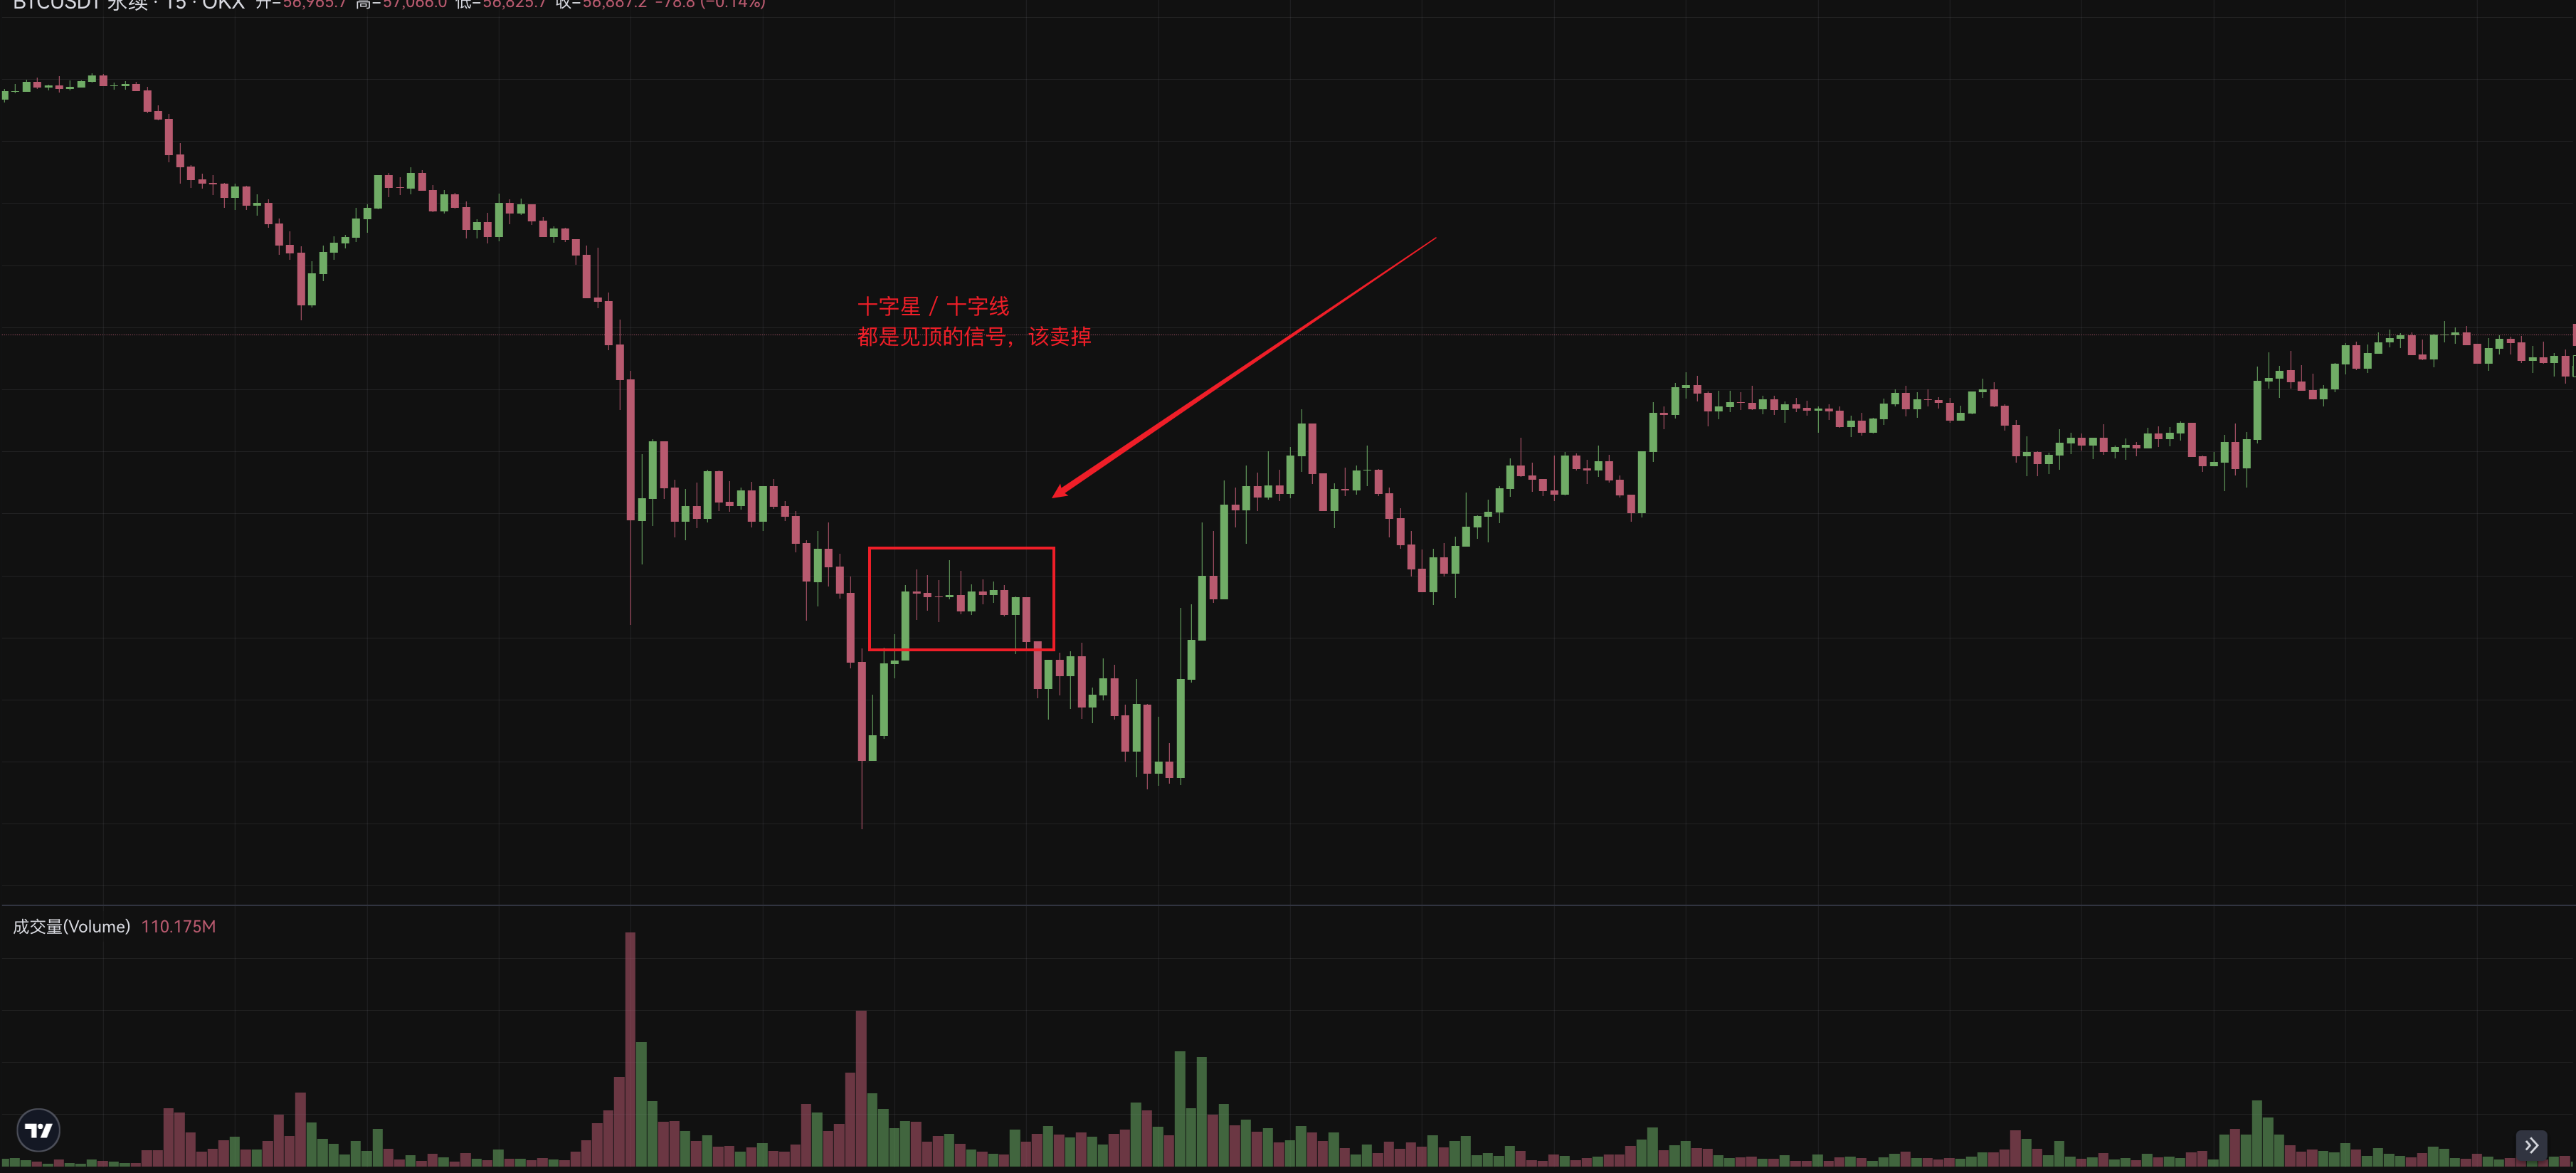 BTCUSDT 永续 · 15 · OKX 开=56,965.7 高=57,066.0 低=56,825.7 收=56,887.2 −78.8 (−0.14%)
十字星 / 十字线
都是见顶的信号，该卖掉
成交量(Volume) 110.175M